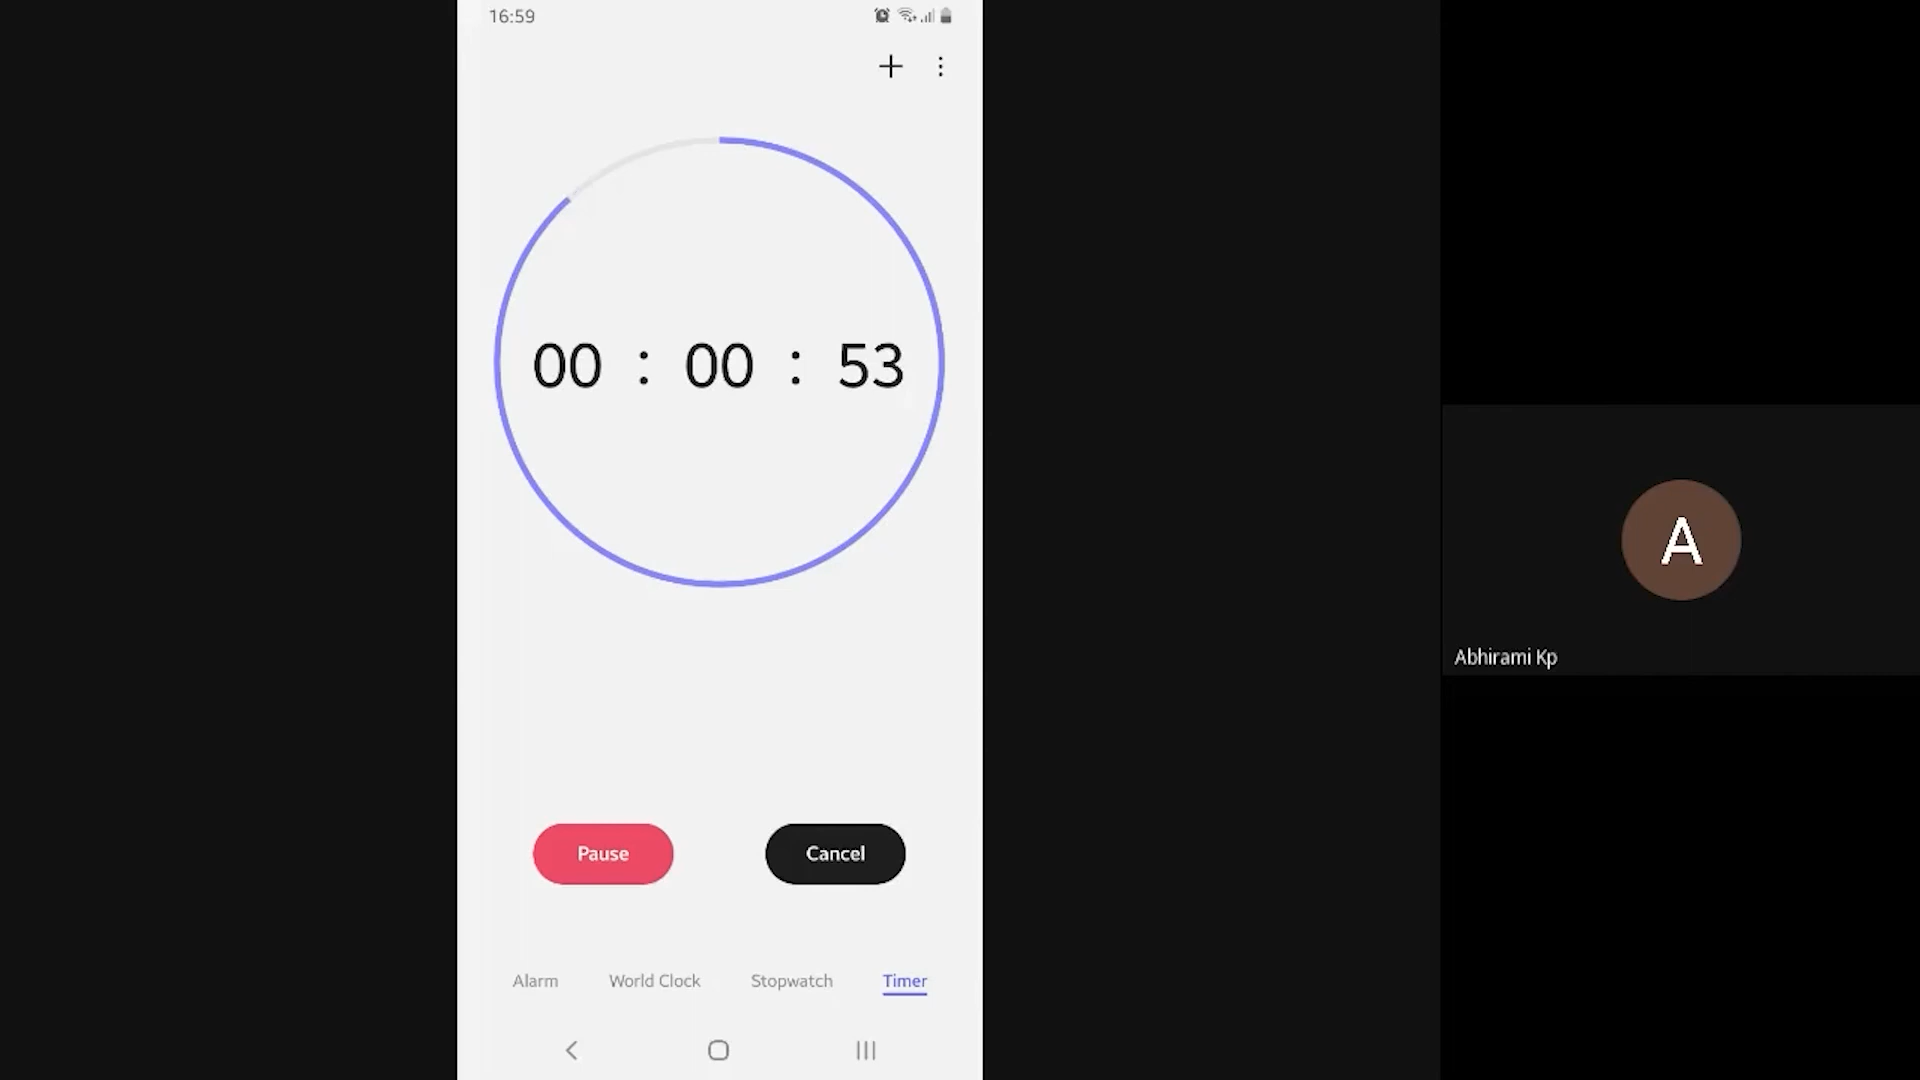 16:59
00 : 00 : 53
A
Abhirami Kp
Pause Cancel
Alarm World Clock Stopwatch Timer